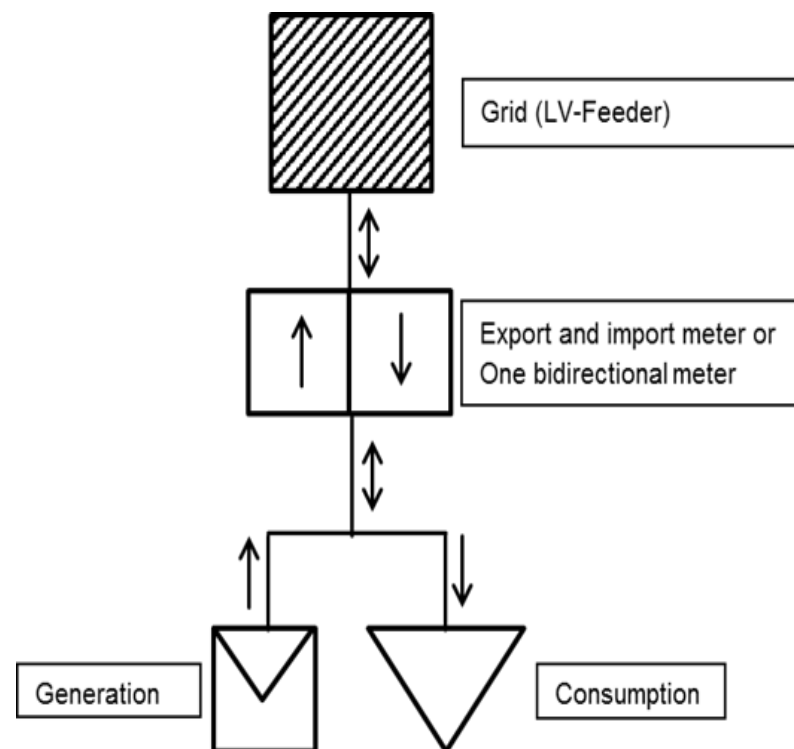 Grid (LV-Feeder)
Export and import meter or
One bidirectional meter
Generation
Consumption